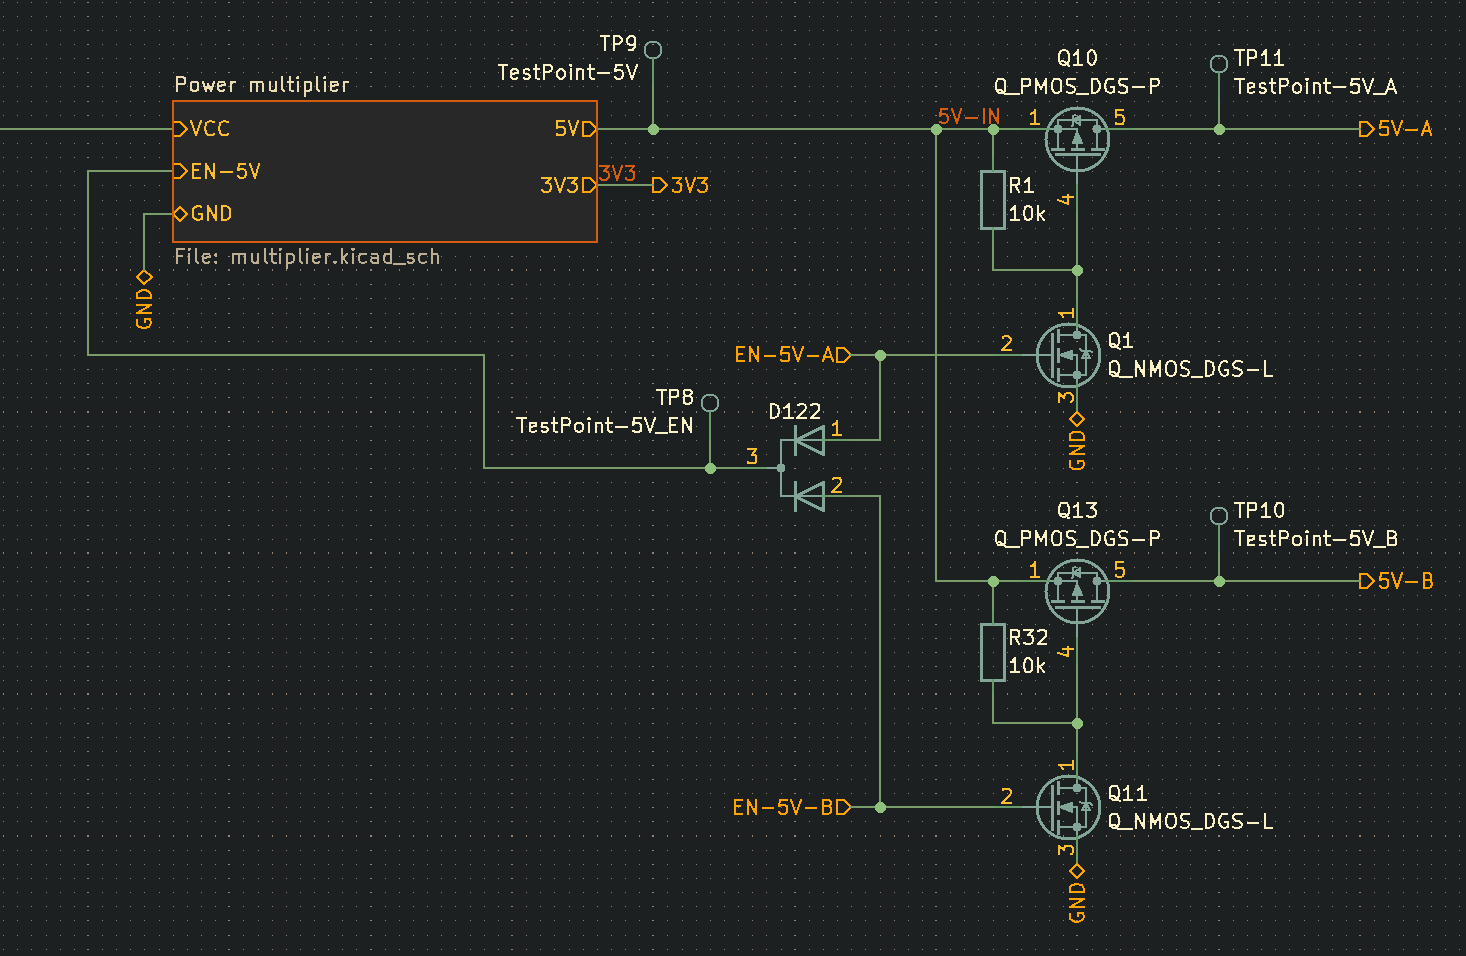 TP9
TestPoint-5V
Power multiplier
VCC
EN-5V
GND
5V
3V3
3V3
3V3
File: multiplier.kicad_sch
GND
5V-IN
Q10
Q_PMOS_DGS-P
1
5
4
TP11
TestPoint-5V_A
5V-A
R1
10k
EN-5V-A
2
1
3
Q1
Q_NMOS_DGS-L
GND
TP8
TestPoint-5V_EN
D122
3
1
2
Q13
Q_PMOS_DGS-P
1
5
4
TP10
TestPoint-5V_B
5V-B
R32
10k
EN-5V-B
2
1
3
Q11
Q_NMOS_DGS-L
GND